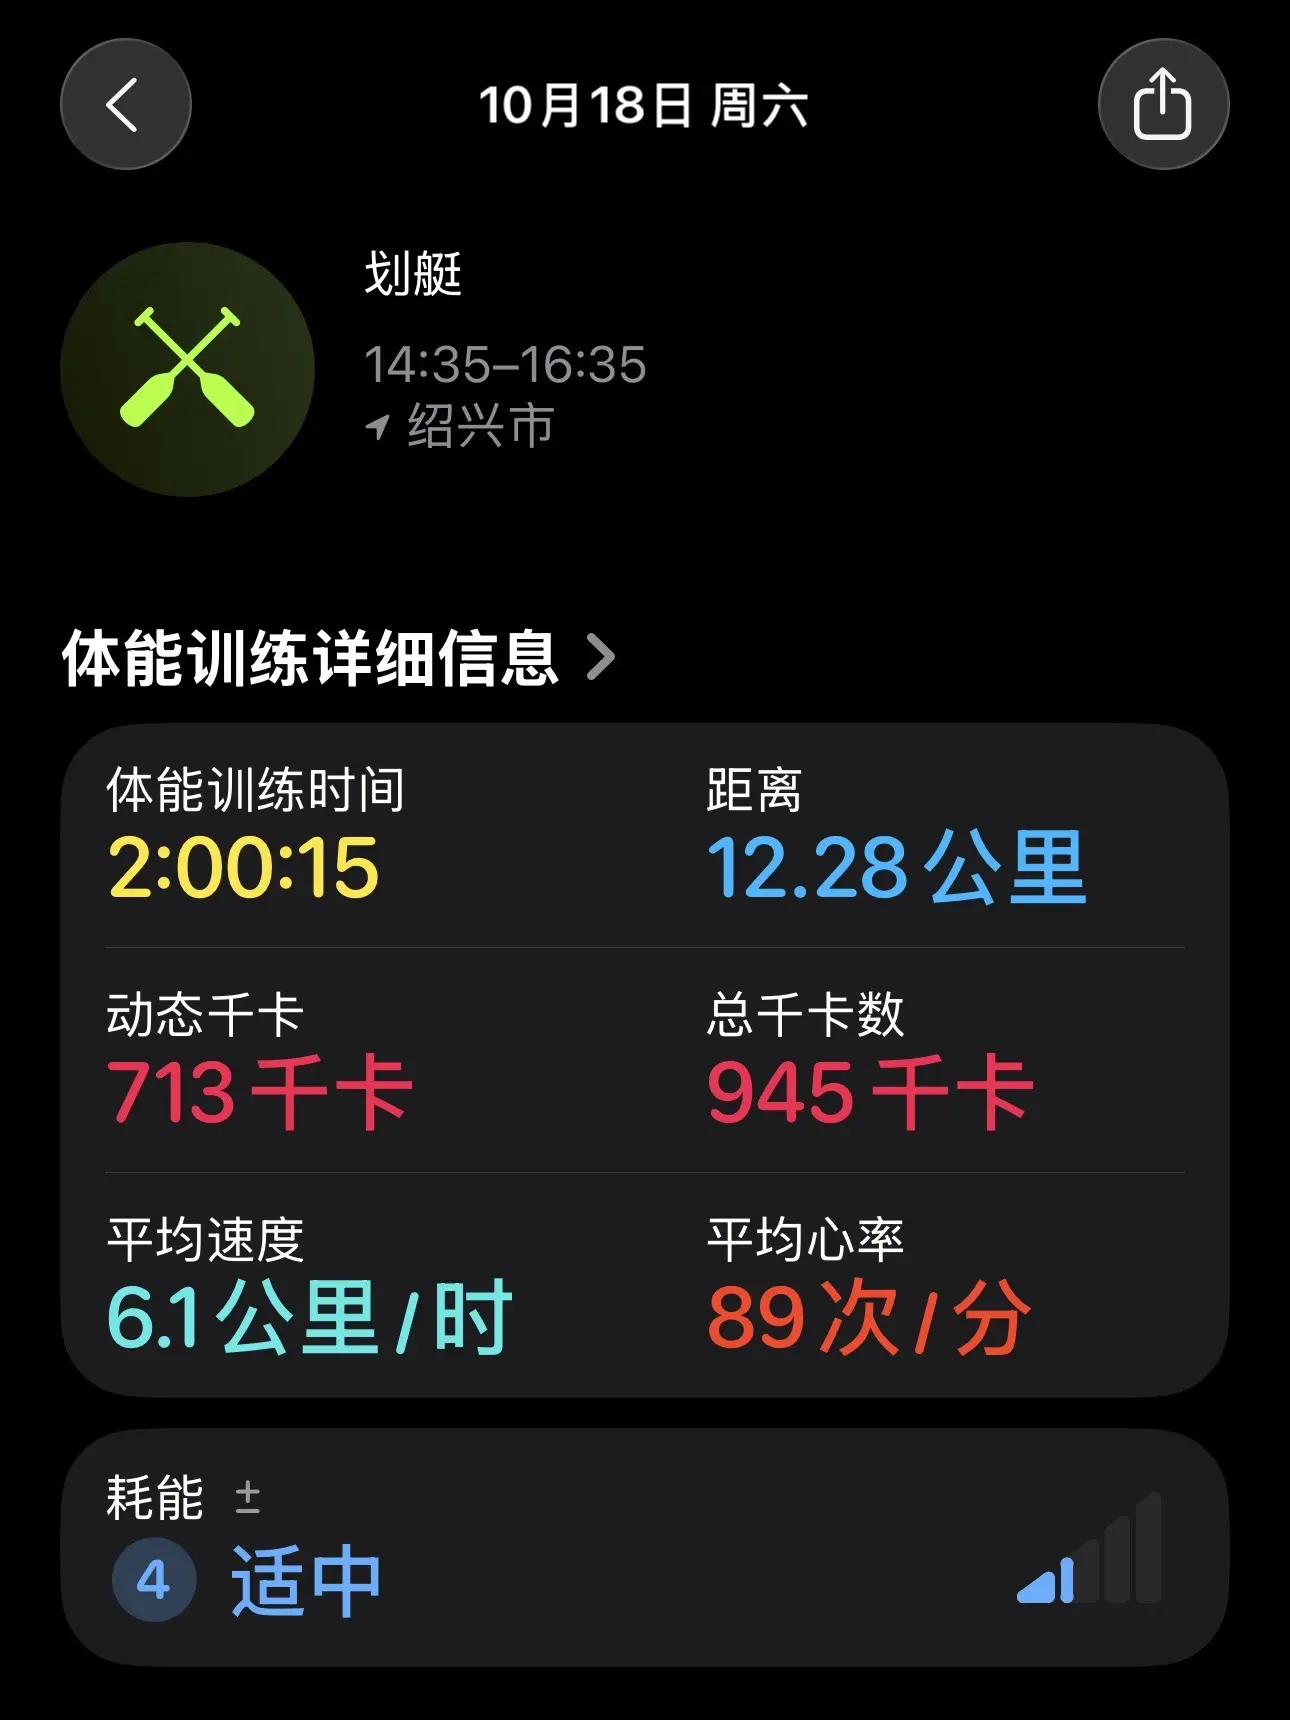 10月18日 周六
划艇
14:35–16:35
绍兴市
体能训练详细信息
体能训练时间 距离
2:00:15 12.28公里
动态千卡 总千卡数
713千卡 945千卡
平均速度 平均心率
6.1公里/时 89次/分
耗能 ±
4 适中